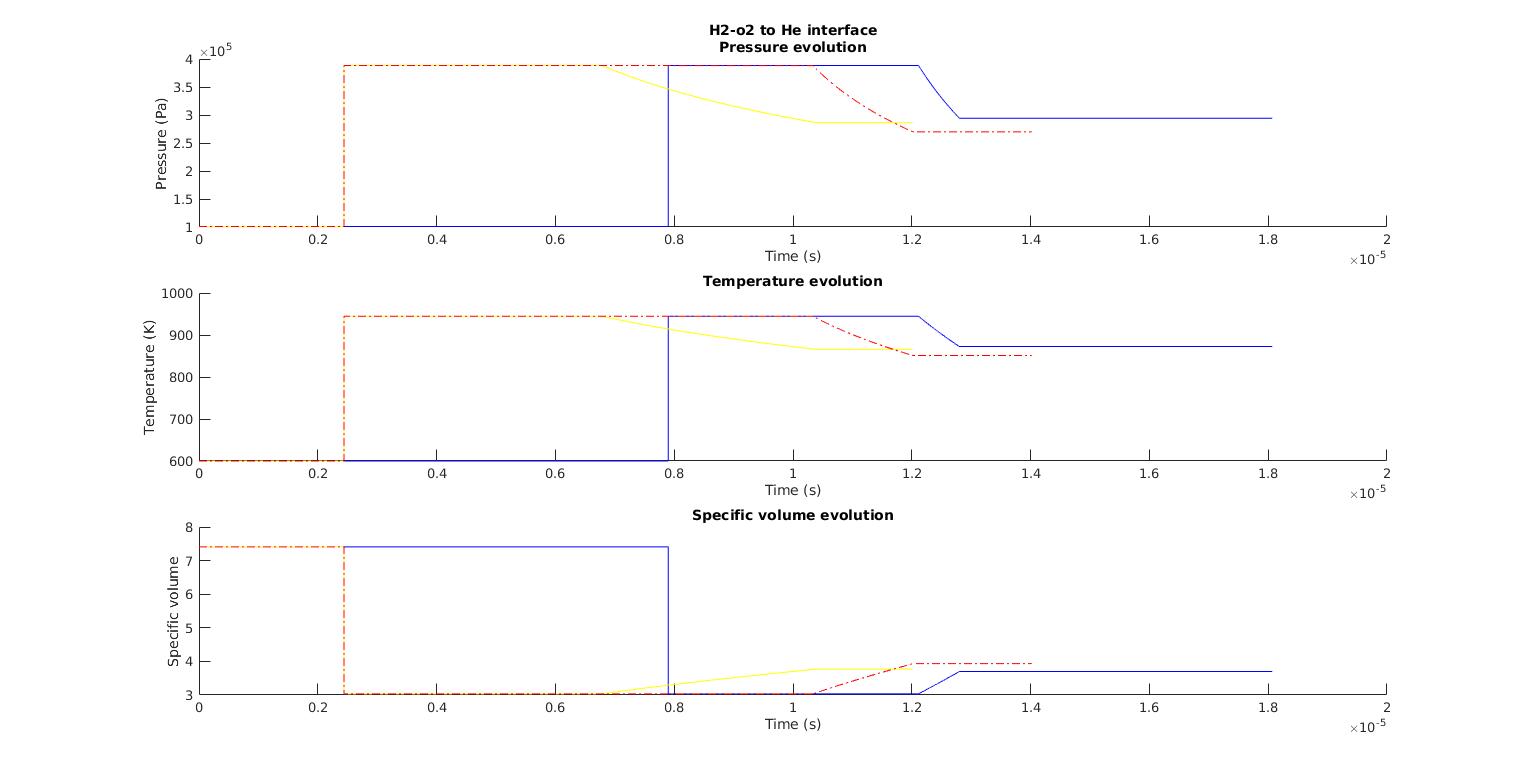 H2-o2 to He interface
Pressure evolution
×10^5
4
3.5
3
2.5
2
1.5
1
Pressure (Pa)
0 0.2 0.4 0.6 0.8 1 1.2 1.4 1.6 1.8 2
Time (s)
×10^-5
Temperature evolution
1000
900
800
700
600
Temperature (K)
0 0.2 0.4 0.6 0.8 1 1.2 1.4 1.6 1.8 2
Time (s)
×10^-5
Specific volume evolution
8
7
6
5
4
3
Specific volume
0 0.2 0.4 0.6 0.8 1 1.2 1.4 1.6 1.8 2
Time (s)
×10^-5